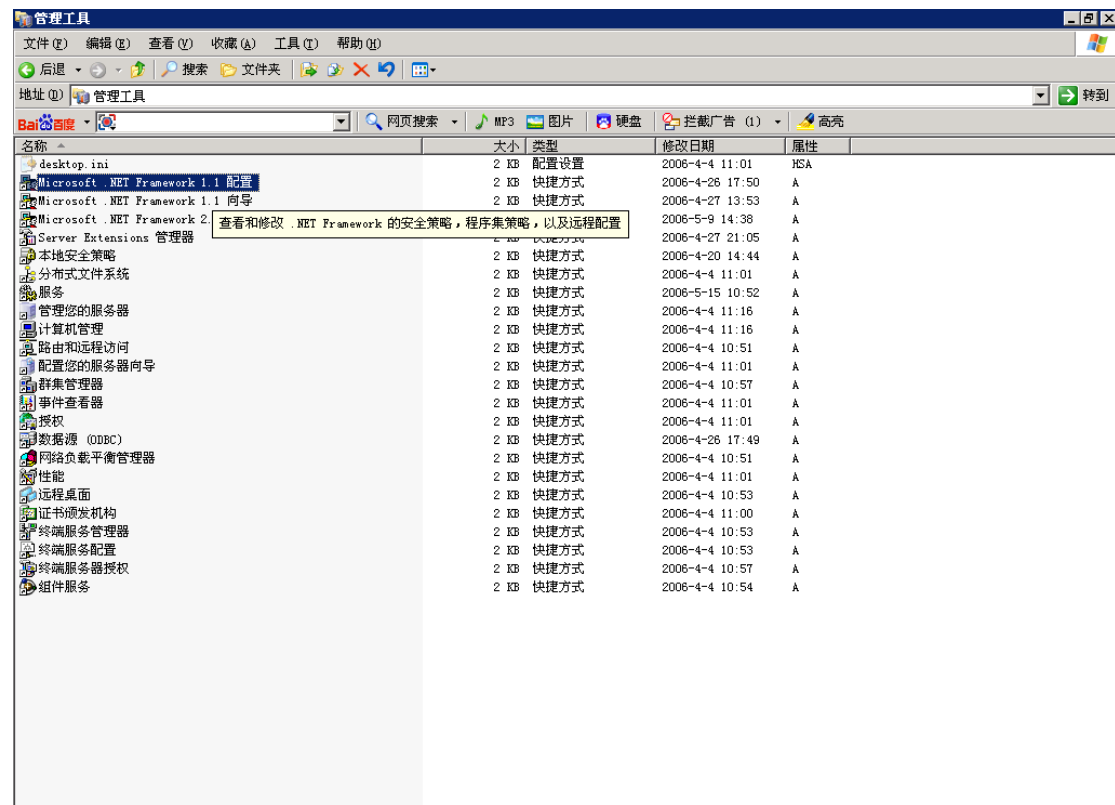 管理工具
文件(F) 编辑(E) 查看(V) 收藏(A) 工具(T) 帮助(H)
后退 搜索 文件夹
地址(D) 管理工具 转到
Bai百度 网页搜索 MP3 图片 硬盘 拦截广告 (1) 高亮
名称 大小 类型 修改日期 属性
desktop.ini 2 KB 配置设置 2006-4-4 11:01 HSA
Microsoft .NET Framework 1.1 配置 2 KB 快捷方式 2006-4-26 17:50 A
Microsoft .NET Framework 1.1 向导 2 KB 快捷方式 2006-4-27 13:53 A
Microsoft .NET Framework 2. 2006-5-9 14:38 A
查看和修改 .NET Framework 的安全策略，程序集策略，以及远程配置
Server Extensions 管理器 2 KB 快捷方式 2006-4-27 21:05 A
本地安全策略 2 KB 快捷方式 2006-4-20 14:44 A
分布式文件系统 2 KB 快捷方式 2006-4-4 11:01 A
服务 2 KB 快捷方式 2006-5-15 10:52 A
管理您的服务器 2 KB 快捷方式 2006-4-4 11:16 A
计算机管理 2 KB 快捷方式 2006-4-4 11:16 A
路由和远程访问 2 KB 快捷方式 2006-4-4 10:51 A
配置您的服务器向导 2 KB 快捷方式 2006-4-4 11:01 A
群集管理器 2 KB 快捷方式 2006-4-4 10:57 A
事件查看器 2 KB 快捷方式 2006-4-4 11:01 A
授权 2 KB 快捷方式 2006-4-4 11:01 A
数据源 (ODBC) 2 KB 快捷方式 2006-4-26 17:49 A
网络负载平衡管理器 2 KB 快捷方式 2006-4-4 10:51 A
性能 2 KB 快捷方式 2006-4-4 11:01 A
远程桌面 2 KB 快捷方式 2006-4-4 10:53 A
证书颁发机构 2 KB 快捷方式 2006-4-4 11:00 A
终端服务管理器 2 KB 快捷方式 2006-4-4 10:53 A
终端服务配置 2 KB 快捷方式 2006-4-4 10:53 A
终端服务器授权 2 KB 快捷方式 2006-4-4 10:57 A
组件服务 2 KB 快捷方式 2006-4-4 10:54 A